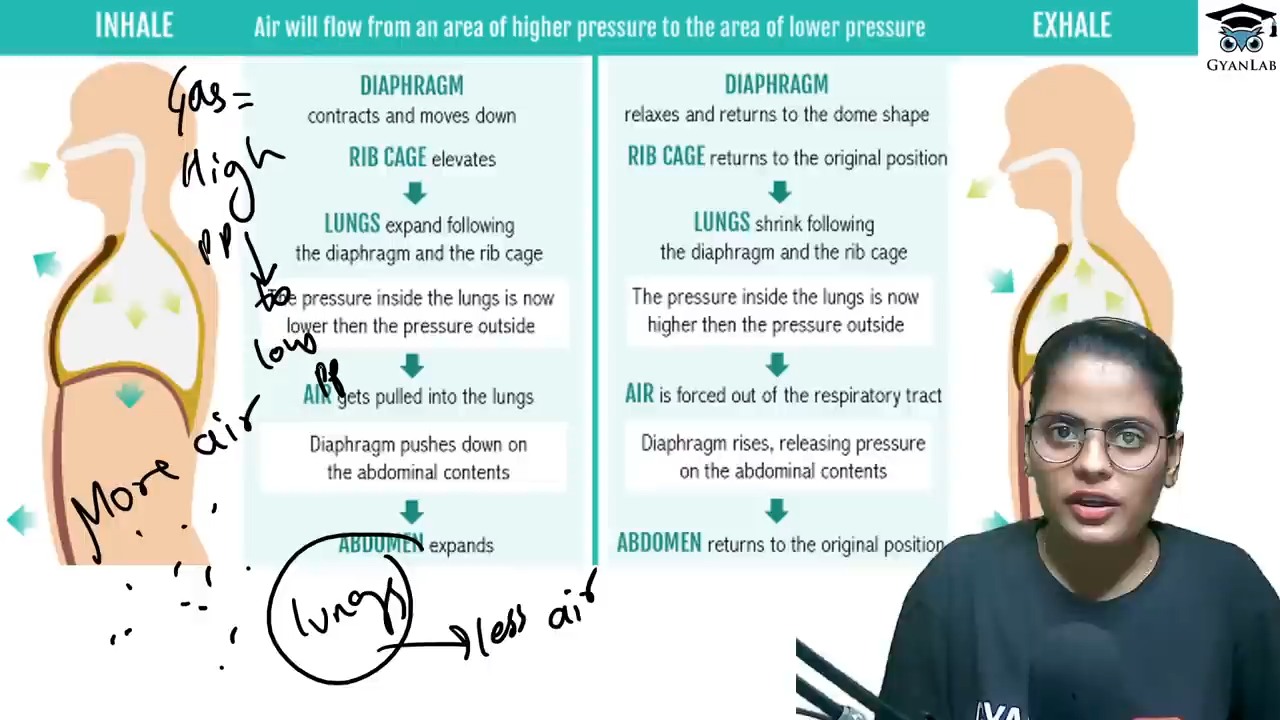 INHALE
Air will flow from an area of higher pressure to the area of lower pressure
EXHALE
GYANLAB
DIAPHRAGM
contracts and moves down
RIB CAGE elevates
LUNGS expand following
the diaphragm and the rib cage
The pressure inside the lungs is now
lower then the pressure outside
AIR gets pulled into the lungs
Diaphragm pushes down on
the abdominal contents
ABDOMEN expands
DIAPHRAGM
relaxes and returns to the dome shape
RIB CAGE returns to the original position
LUNGS shrink following
the diaphragm and the rib cage
The pressure inside the lungs is now
higher then the pressure outside
AIR is forced out of the respiratory tract
Diaphragm rises, releasing pressure
on the abdominal contents
ABDOMEN returns to the original position
Gas =
High
PP
to
low
PP
More air
lungs
less air